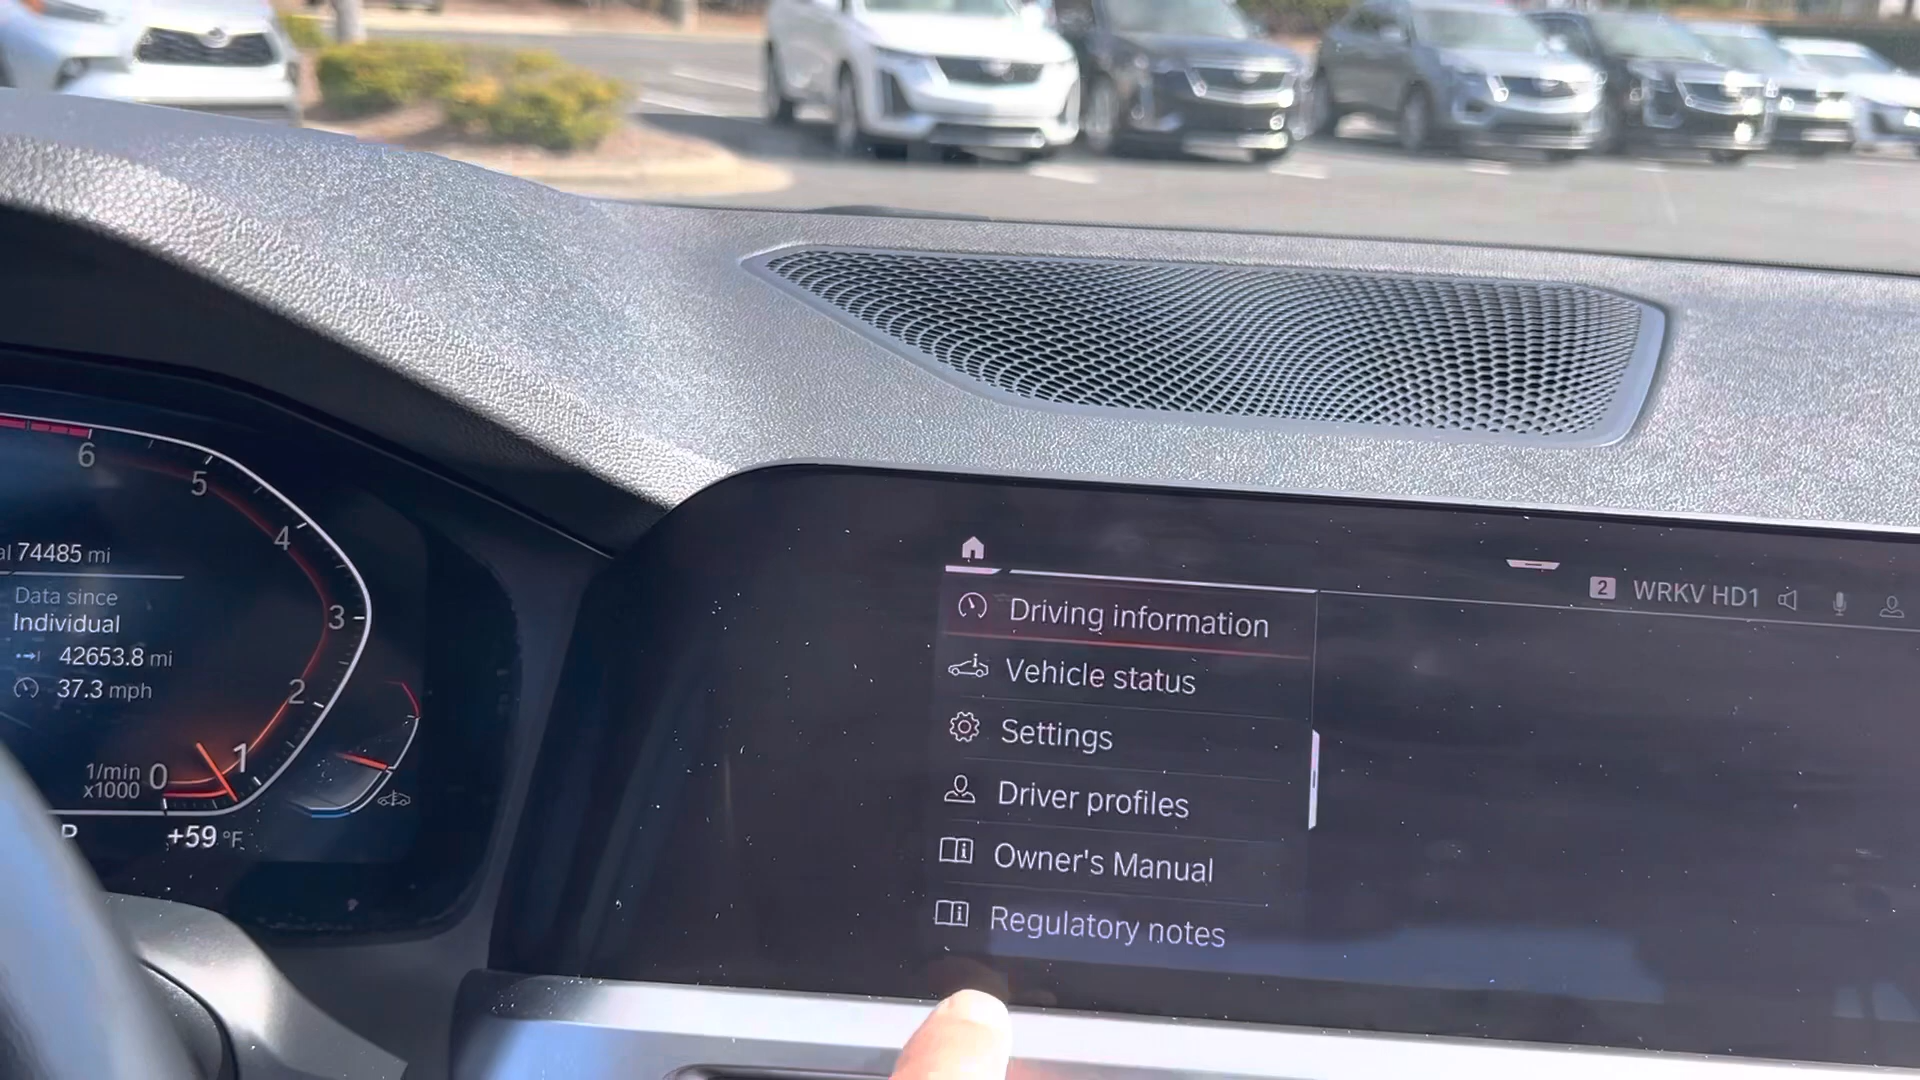 6
5
4
3
2
1
0
74485 mi
Data since
Individual
42653.8 mi
37.3 mph
1/min
x1000
P
+59 °F
2 WRKV HD1
Driving information
Vehicle status
Settings
Driver profiles
Owner's Manual
Regulatory notes